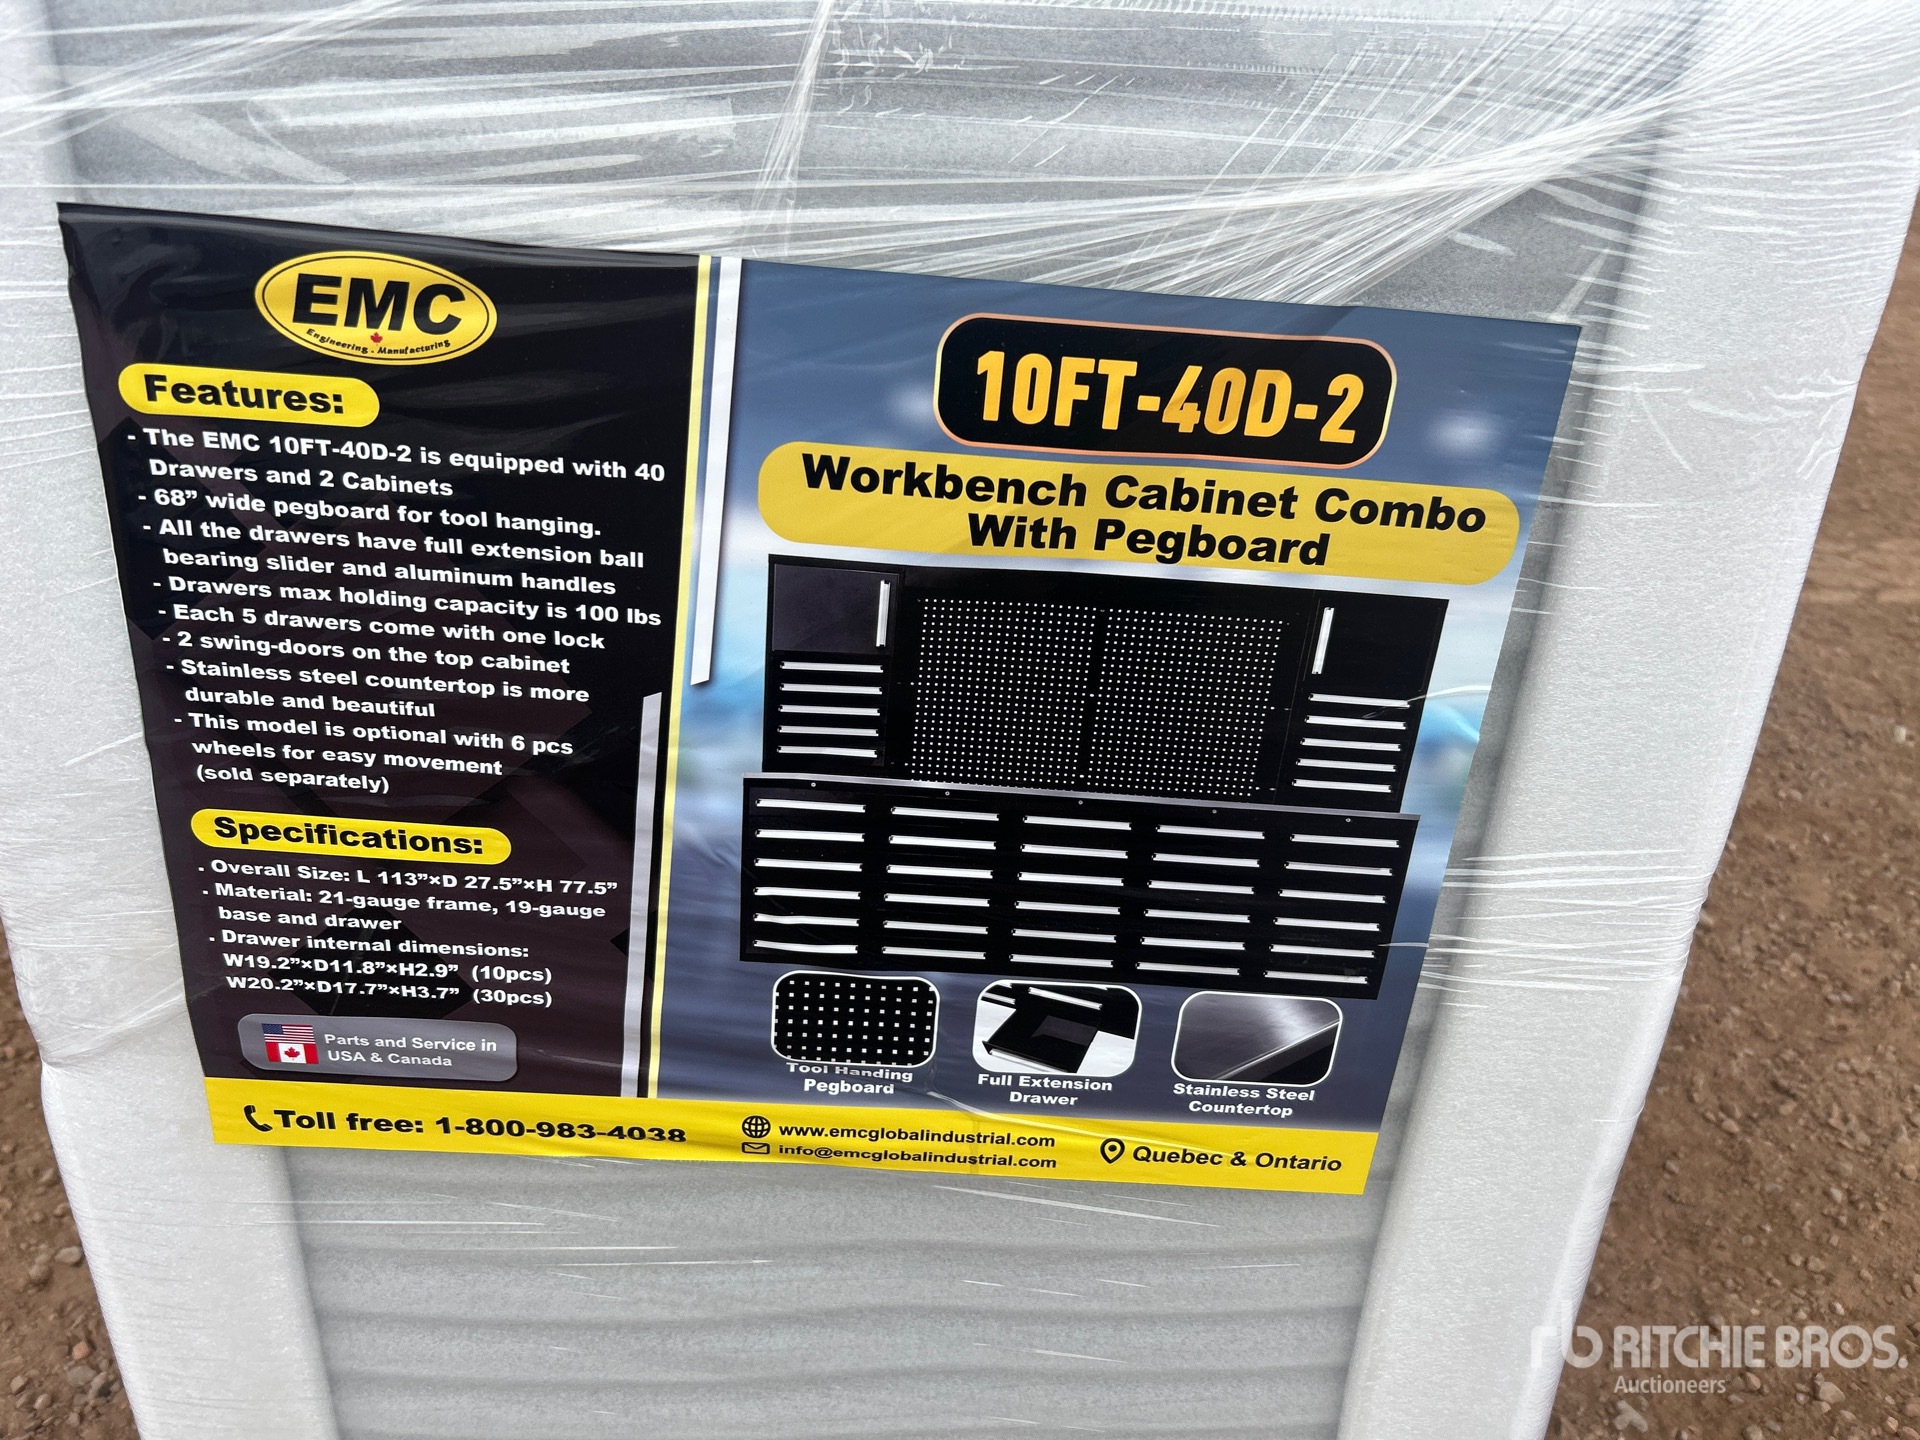 EMC
Engineering . Manufacturing
Features:
- The EMC 10FT-40D-2 is equipped with 40
Drawers and 2 Cabinets
- 68” wide pegboard for tool hanging.
- All the drawers have full extension ball
bearing slider and aluminum handles
- Drawers max holding capacity is 100 lbs
- Each 5 drawers come with one lock
- 2 swing-doors on the top cabinet
- Stainless steel countertop is more
durable and beautiful
- This model is optional with 6 pcs
wheels for easy movement
(sold separately)
Specifications:
. Overall Size: L 113”×D 27.5”×H 77.5”
. Material: 21-gauge frame, 19-gauge
base and drawer
. Drawer internal dimensions:
W19.2”×D11.8”×H2.9” (10pcs)
W20.2”×D17.7”×H3.7” (30pcs)
Parts and Service in
USA & Canada
10FT-40D-2
Workbench Cabinet Combo
With Pegboard
Tool Handing
Pegboard
Full Extension
Drawer
Stainless Steel
Countertop
Toll free: 1-800-983-4038
www.emcglobalindustrial.com
info@emcglobalindustrial.com
Quebec & Ontario
rb RITCHIE BROS.
Auctioneers